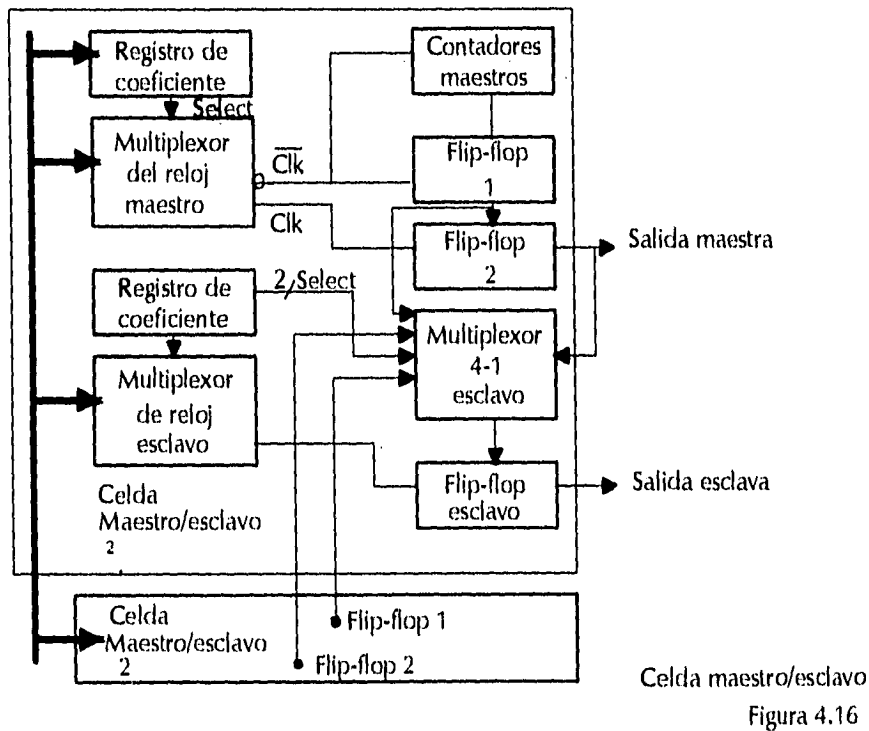 Registro de
coeficiente
Select
Multiplexor
del reloj
maestro
Clk
Clk
Contadores
maestros
Flip-flop
1
Flip-flop
2
Salida maestra
Registro de
coeficiente
2/Select
Multiplexor
de reloj
esclavo
Multiplexor
4-1
esclavo
Flip-flop
esclavo
Salida esclava
Celda
Maestro/esclavo
2
Celda
Maestro/esclavo
2
Flip-flop 1
Flip-flop 2
Celda maestro/esclavo
Figura 4.16